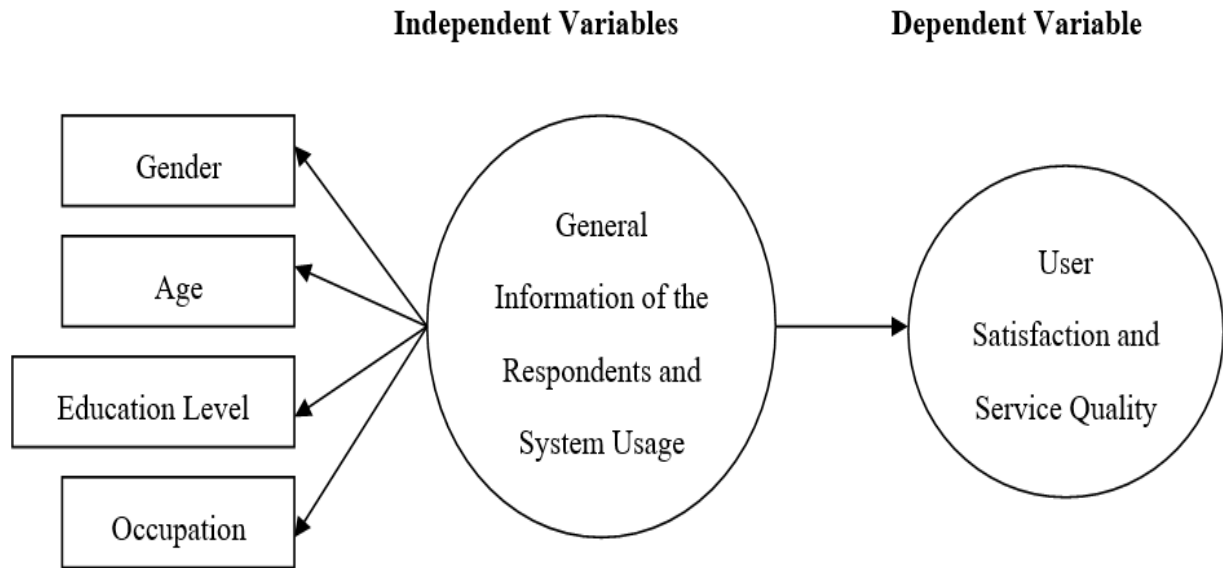 Independent Variables
Dependent Variable
Gender
Age
Education Level
Occupation
General
Information of the
Respondents and
System Usage
User
Satisfaction and
Service Quality